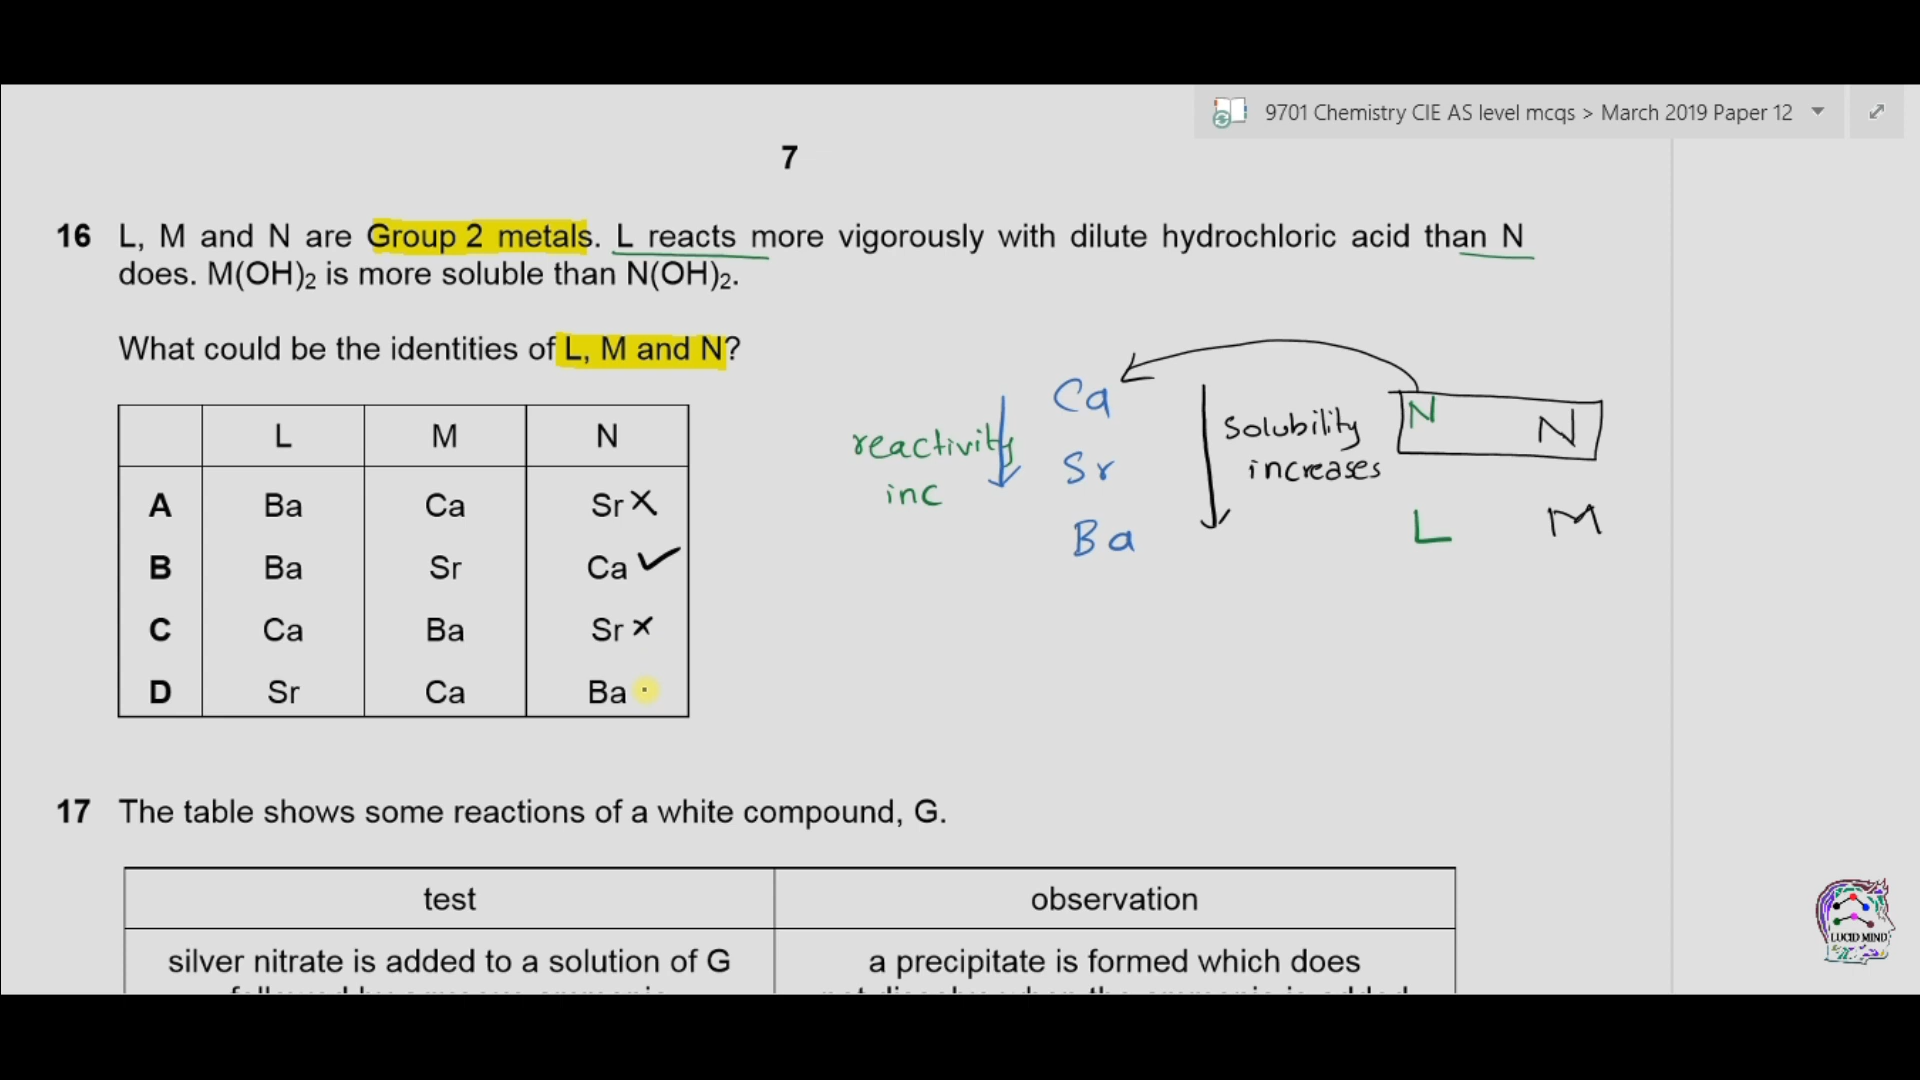 9701 Chemistry CIE AS level mcqs > March 2019 Paper 12
7
16 L, M and N are Group 2 metals. L reacts more vigorously with dilute hydrochloric acid than N
does. M(OH)₂ is more soluble than N(OH)₂.
What could be the identities of L, M and N?
L M N
A Ba Ca Sr ×
B Ba Sr Ca ✓
C Ca Ba Sr ×
D Sr Ca Ba
reactivity
inc
Ca
Sr
Ba
Solubility
increases
N N
L M
17 The table shows some reactions of a white compound, G.
test observation
silver nitrate is added to a solution of G a precipitate is formed which does
LUCID MIND